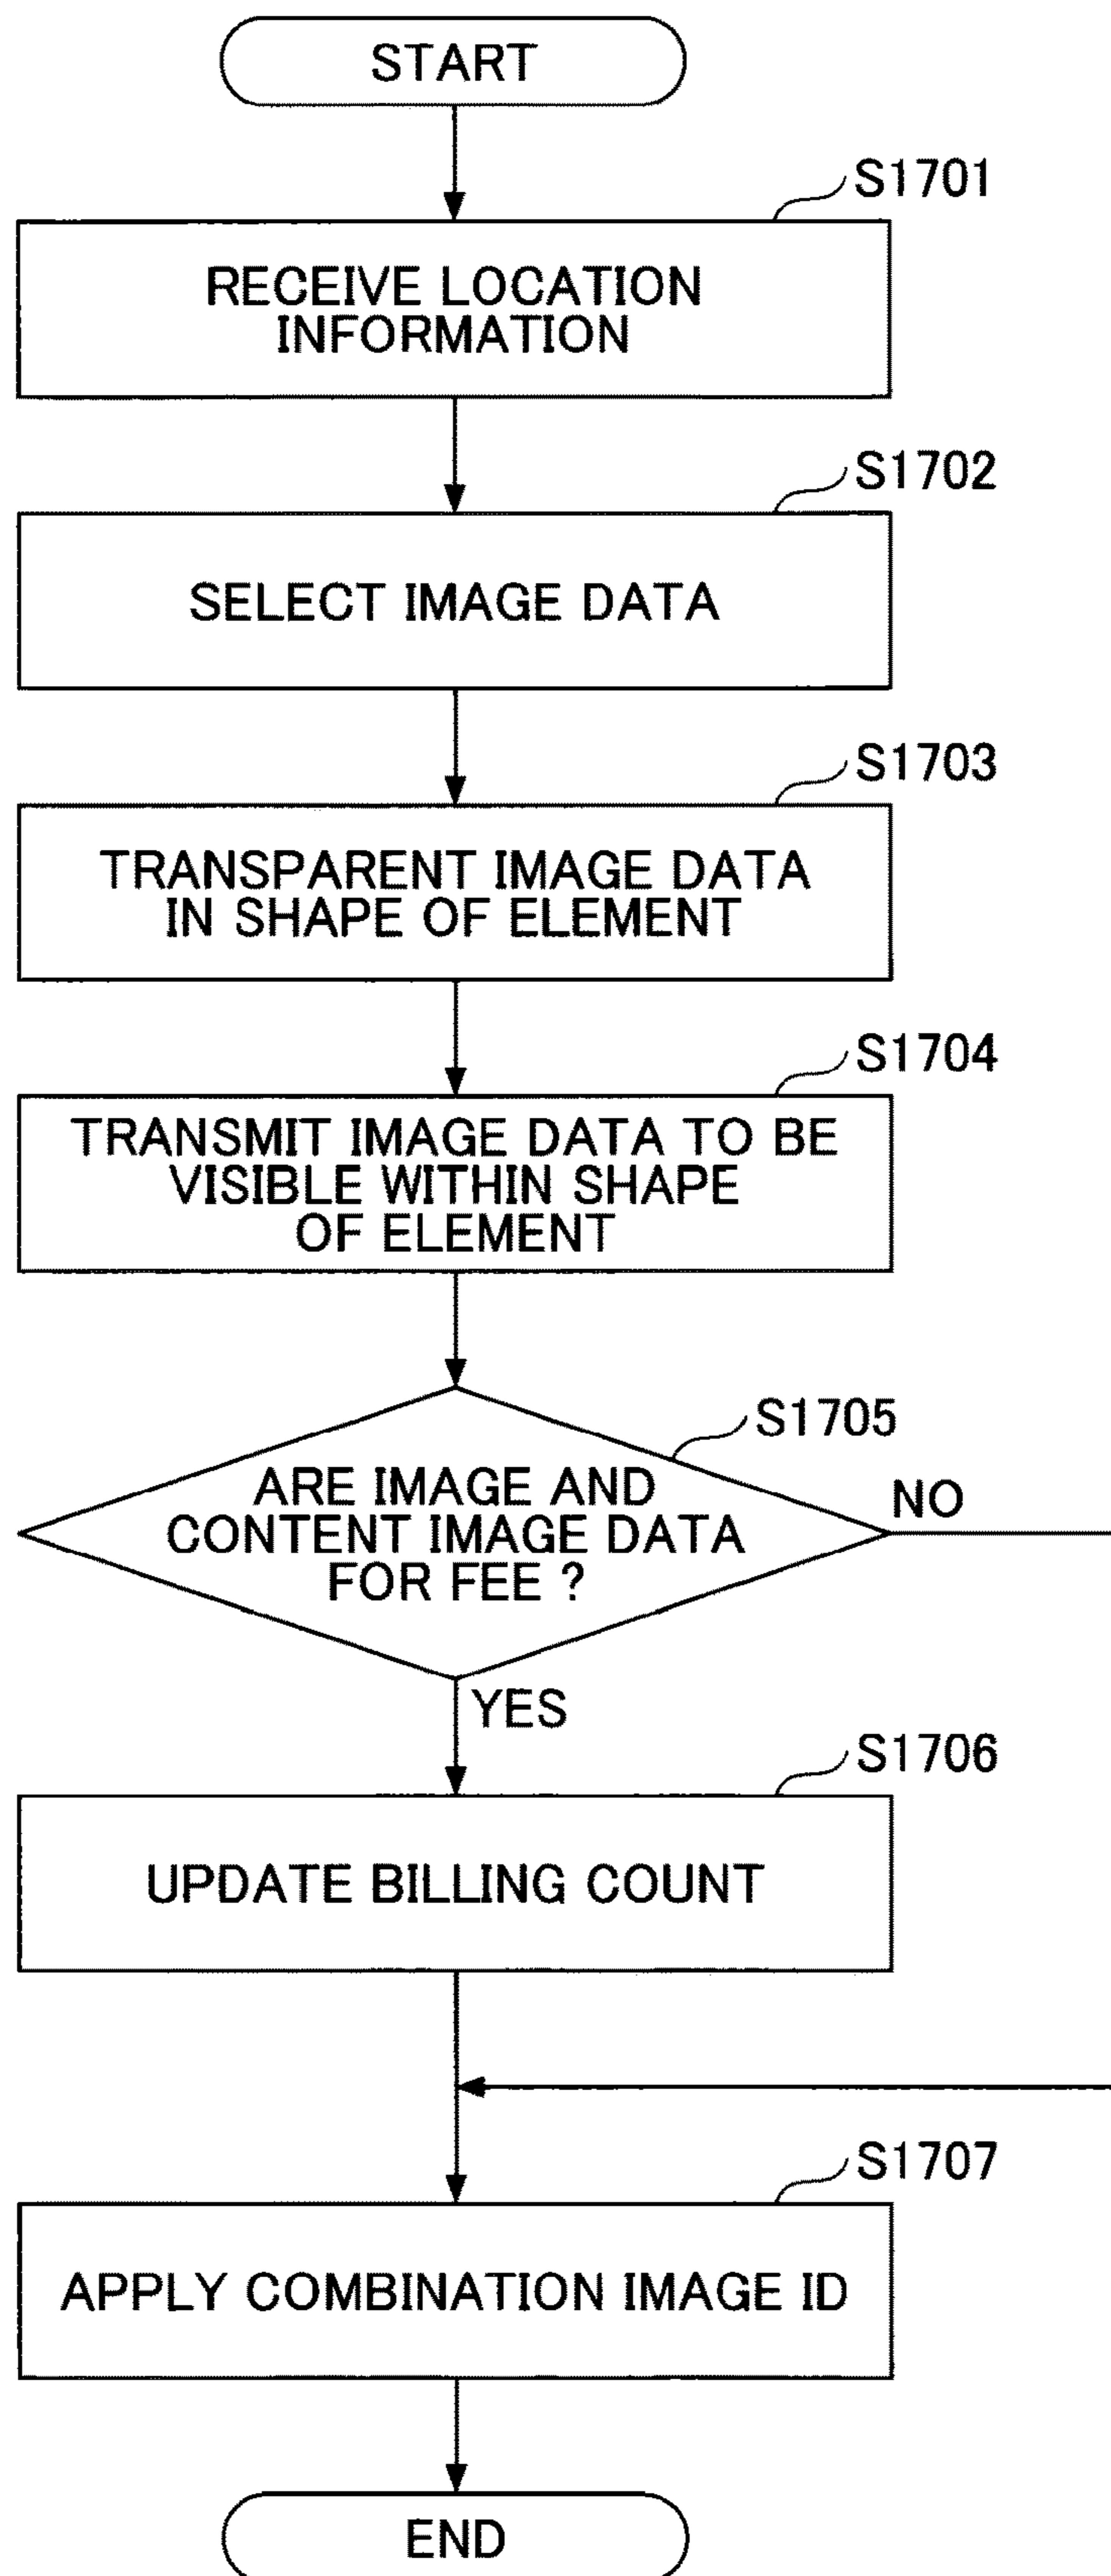 START
S1701
RECEIVE LOCATION
INFORMATION
S1702
SELECT IMAGE DATA
S1703
TRANSPARENT IMAGE DATA
IN SHAPE OF ELEMENT
S1704
TRANSMIT IMAGE DATA TO BE
VISIBLE WITHIN SHAPE
OF ELEMENT
S1705
ARE IMAGE AND
CONTENT IMAGE DATA
FOR FEE ?
NO
YES
S1706
UPDATE BILLING COUNT
S1707
APPLY COMBINATION IMAGE ID
END